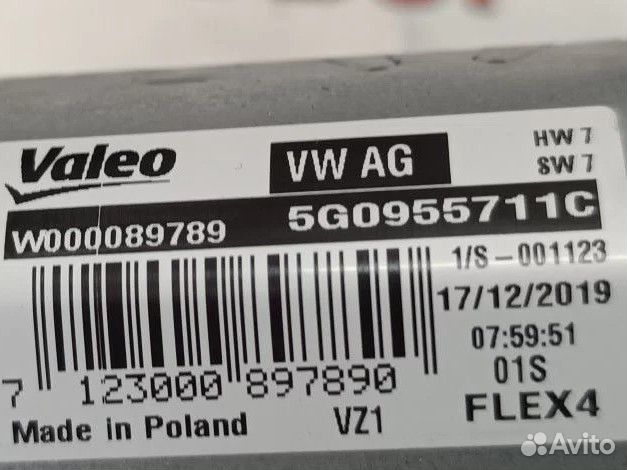 Valeo
VW AG
HW 7
SW 7
W000089789
5G0955711C
1/S-001123
17/12/2019
07:59:51
01S
7 123000 897890
Made in Poland
VZ1
FLEX4
Avito